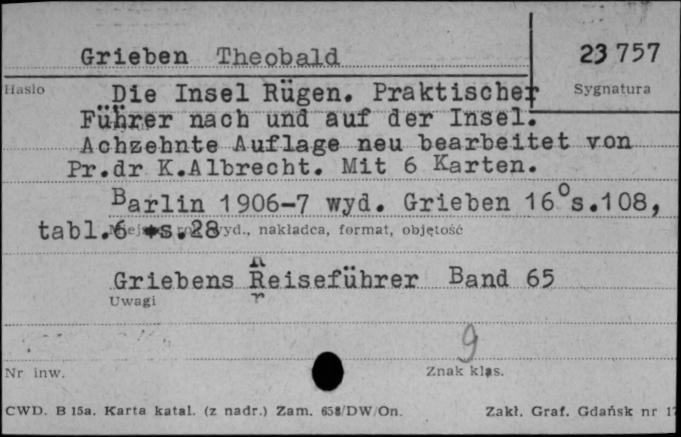 Grieben Theobald
23 757
Hasło
Sygnatura
Die Insel Rügen. Praktischer
Führer nach und auf der Insel.
Achzehnte Auflage neu bearbeitet von
Pr.dr K.Albrecht. Mit 6 Karten.
Barlin 1906-7 wyd. Grieben 16°s.108,
tabl.6 +s.28
wyd., nakładca, format, objętość
Griebens Reiseführer Band 65
Uwagi
9
Nr inw.
Znak klas.
CWD. B 15a. Karta katal. (z nadr.) Zam. 658/DW/On.
Zakł. Graf. Gdańsk nr 17